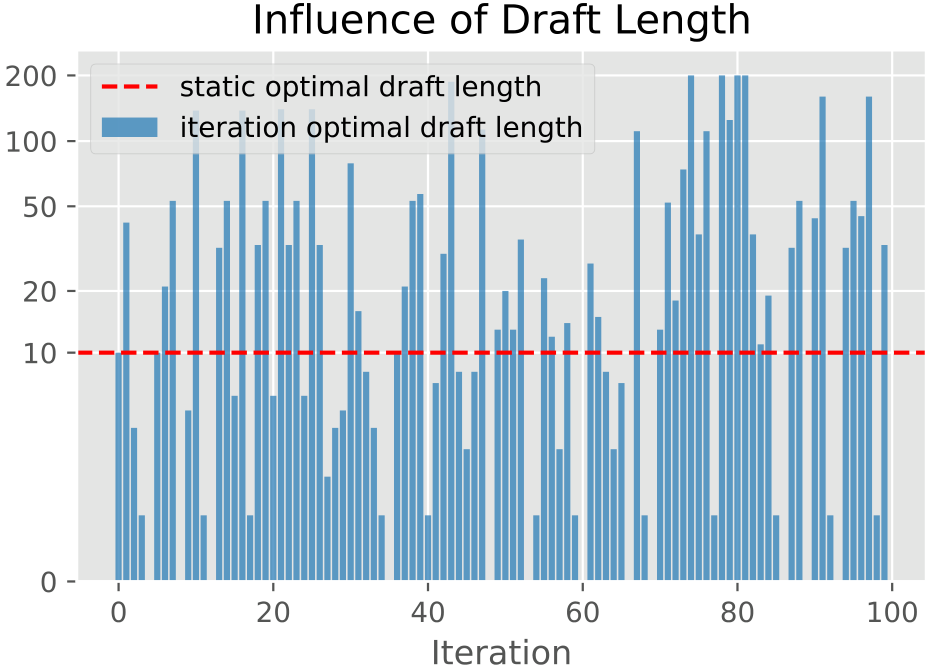 Influence of Draft Length
static optimal draft length
iteration optimal draft length
200
100
50
20
10
0
0 20 40 60 80 100
Iteration